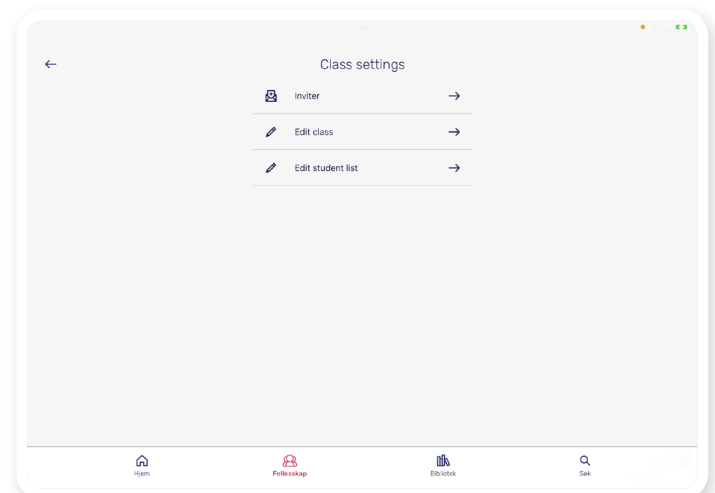 Class settings
Inviter
Edit class
Edit student list
Hjem
Fellesskap
Bibliotek
Søk